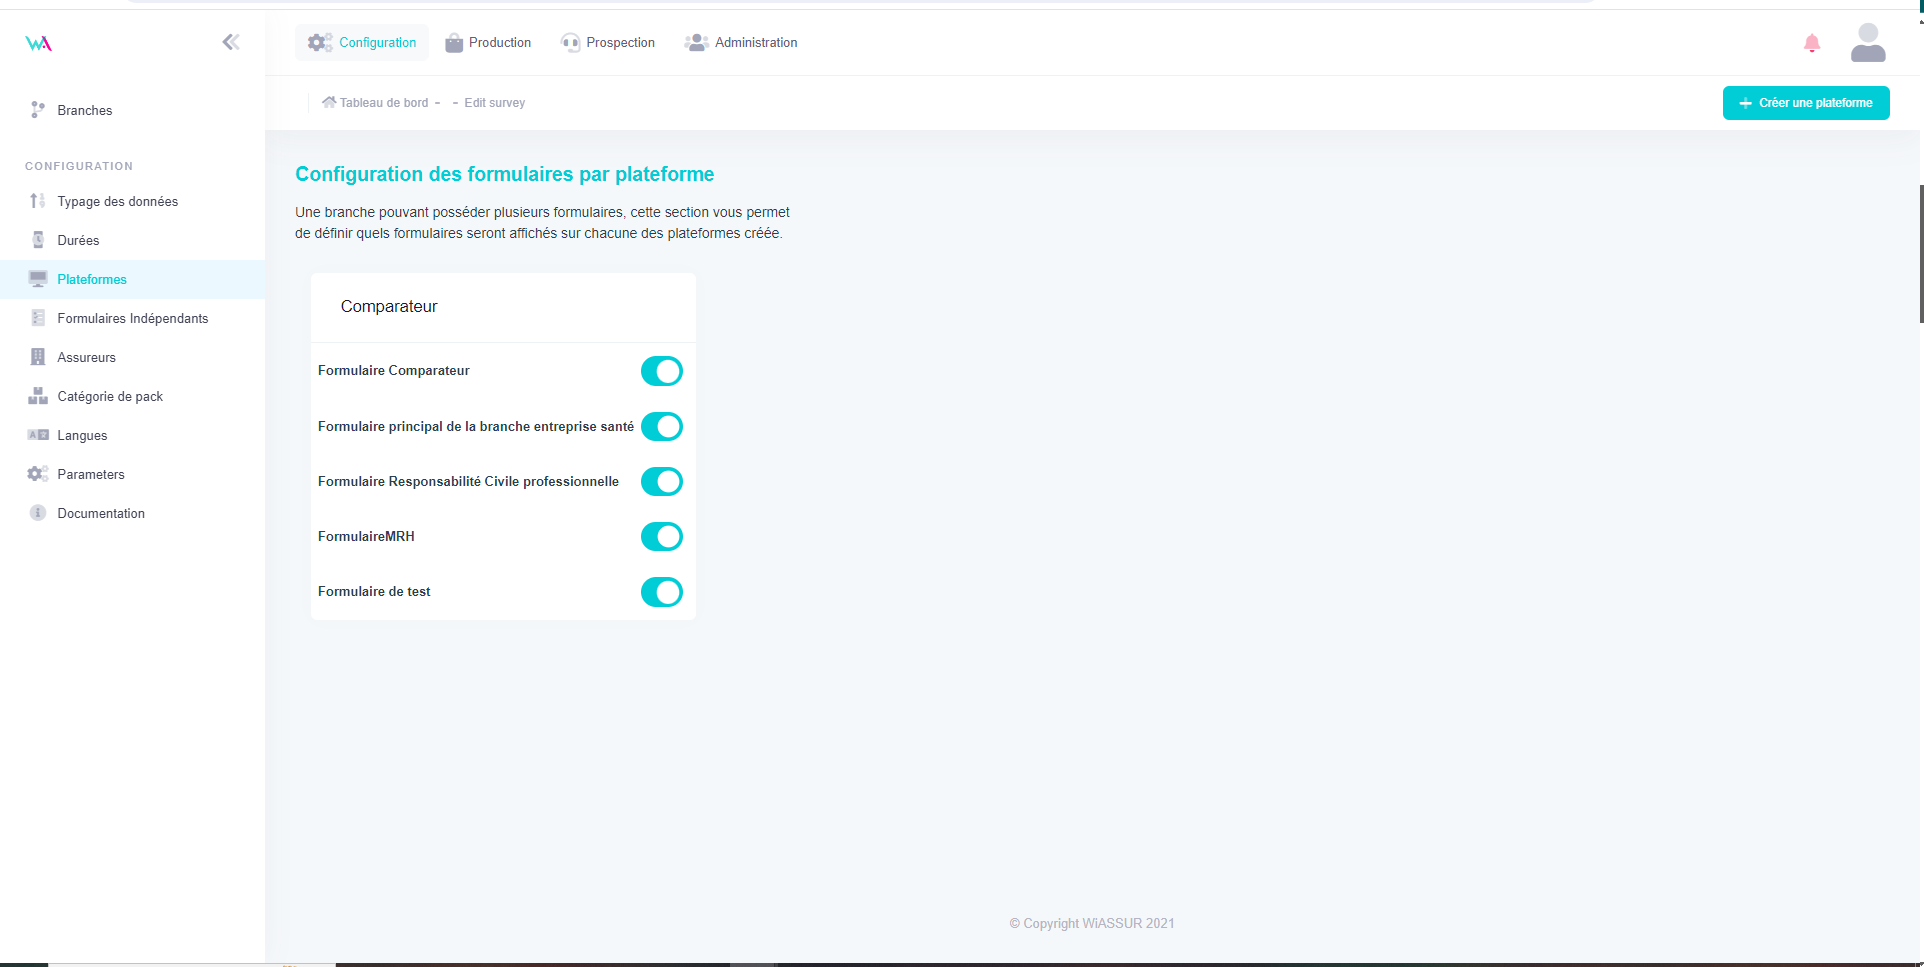 WA
Configuration
Production
Prospection
Administration
Branches
Tableau de bord - - Edit survey
Créer une plateforme
CONFIGURATION
Typage des données
Durées
Plateformes
Formulaires Indépendants
Assureurs
Catégorie de pack
Langues
Parameters
Documentation
Configuration des formulaires par plateforme
Une branche pouvant posséder plusieurs formulaires, cette section vous permet
de définir quels formulaires seront affichés sur chacune des plateformes créée.
Comparateur
Formulaire Comparateur
Formulaire principal de la branche entreprise santé
Formulaire Responsabilité Civile professionnelle
FormulaireMRH
Formulaire de test
© Copyright WiASSUR 2021